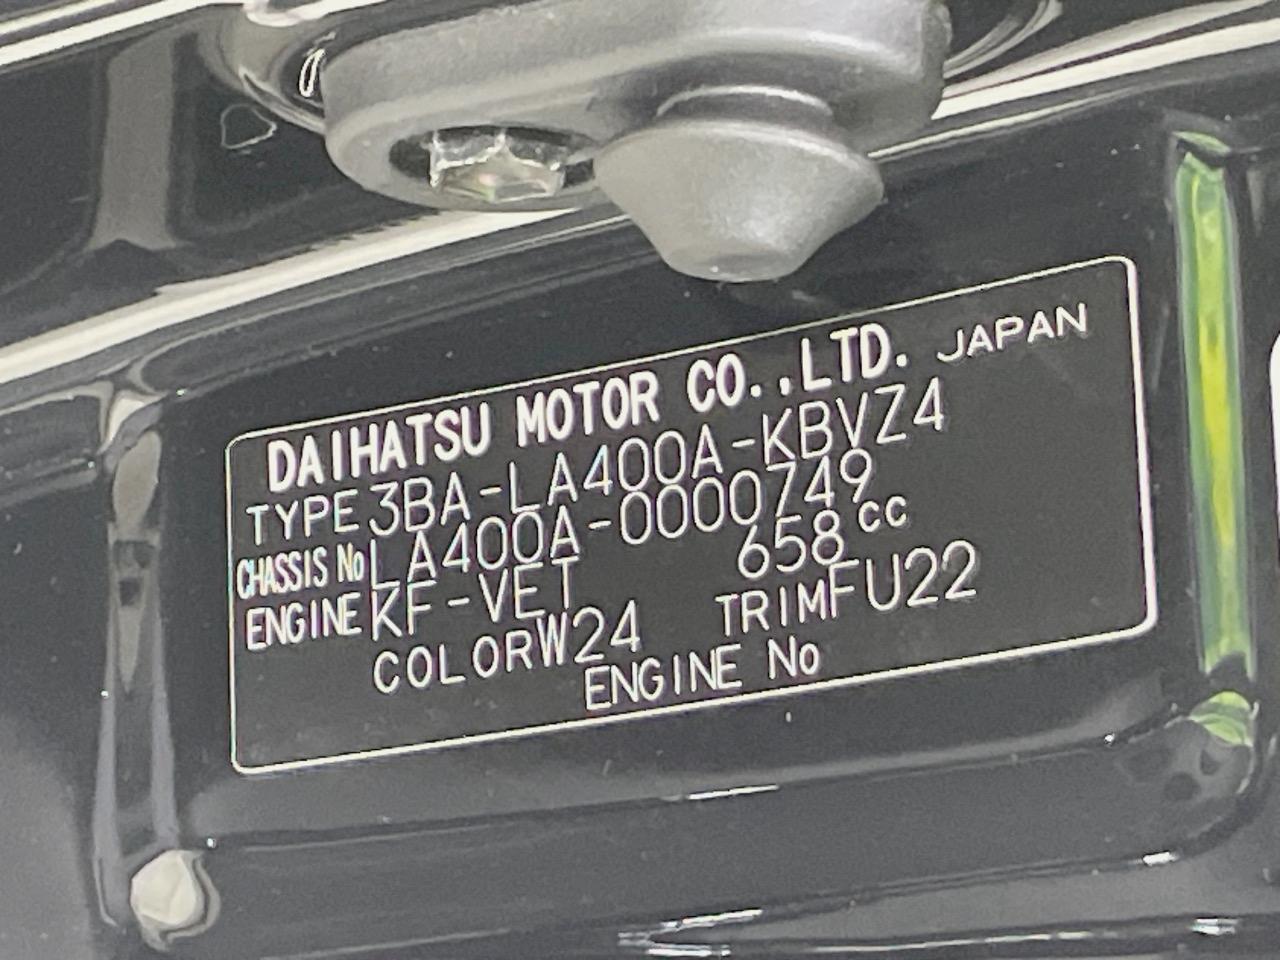 DAIHATSU MOTOR CO.,LTD. JAPAN
TYPE 3BA-LA400A-KBVZ4
CHASSIS No LA400A-0000749
ENGINE KF-VET 658 cc
COLOR W24 TRIM FU22
ENGINE No